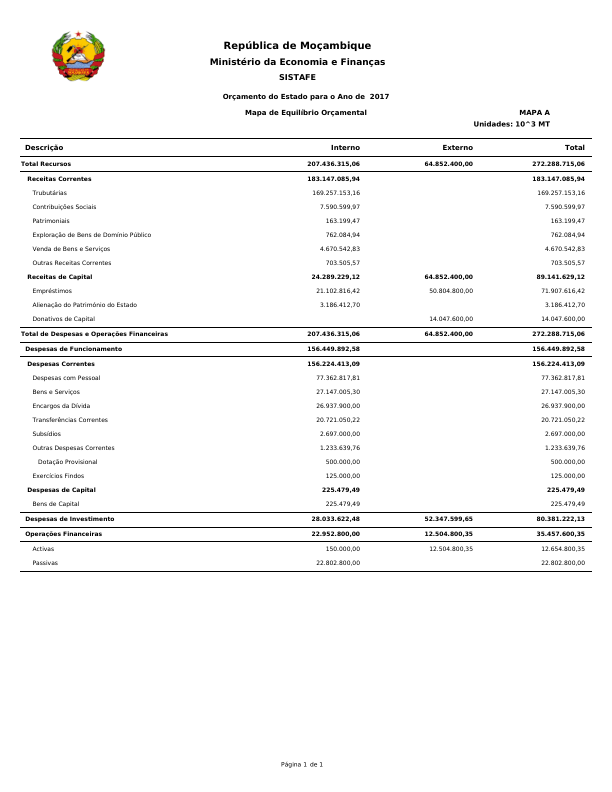 República de Moçambique
Ministério da Economia e Finanças
SISTAFE
Orçamento do Estado para o Ano de 2017
Mapa de Equilíbrio Orçamental
MAPA A
Unidades: 10^3 MT
Descrição Interno Externo Total
Total Recursos 207.436.315,06 64.852.400,00 272.288.715,06
Receitas Correntes 183.147.085,94 183.147.085,94
Trubutárias 169.257.153,16 169.257.153,16
Contribuições Sociais 7.590.599,97 7.590.599,97
Patrimoniais 163.199,47 163.199,47
Exploração de Bens de Domínio Público 762.084,94 762.084,94
Venda de Bens e Serviços 4.670.542,83 4.670.542,83
Outras Receitas Correntes 703.505,57 703.505,57
Receitas de Capital 24.289.229,12 64.852.400,00 89.141.629,12
Empréstimos 21.102.816,42 50.804.800,00 71.907.616,42
Alienação do Património do Estado 3.186.412,70 3.186.412,70
Donativos de Capital 14.047.600,00 14.047.600,00
Total de Despesas e Operações Financeiras 207.436.315,06 64.852.400,00 272.288.715,06
Despesas de Funcionamento 156.449.892,58 156.449.892,58
Despesas Correntes 156.224.413,09 156.224.413,09
Despesas com Pessoal 77.362.817,81 77.362.817,81
Bens e Serviços 27.147.005,30 27.147.005,30
Encargos da Dívida 26.937.900,00 26.937.900,00
Transferências Correntes 20.721.050,22 20.721.050,22
Subsídios 2.697.000,00 2.697.000,00
Outras Despesas Correntes 1.233.639,76 1.233.639,76
Dotação Provisional 500.000,00 500.000,00
Exercícios Findos 125.000,00 125.000,00
Despesas de Capital 225.479,49 225.479,49
Bens de Capital 225.479,49 225.479,49
Despesas de Investimento 28.033.622,48 52.347.599,65 80.381.222,13
Operações Financeiras 22.952.800,00 12.504.800,35 35.457.600,35
Activas 150.000,00 12.504.800,35 12.654.800,35
Passivas 22.802.800,00 22.802.800,00
Página 1 de 1